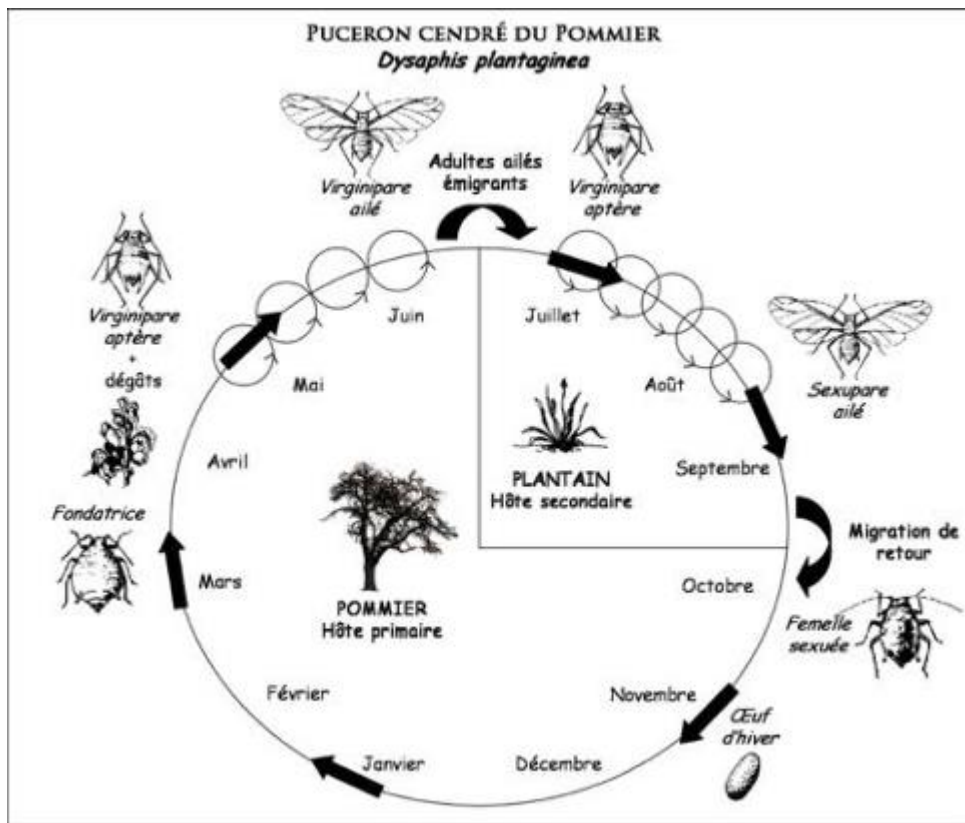 PUCERON CENDRÉ DU POMMIER
Dysaphis plantaginea
Virginipare
ailé
Adultes ailés
émigrants
Virginipare
aptère
Virginipare
aptère
+
dégâts
Juin
Juillet
Mai
Août
Sexupare
ailé
Avril
Septembre
PLANTAIN
Hôte secondaire
Fondatrice
Migration de
retour
Mars
Octobre
POMMIER
Hôte primaire
Femelle
sexuée
Février
Novembre
Œuf
d'hiver
Janvier
Décembre